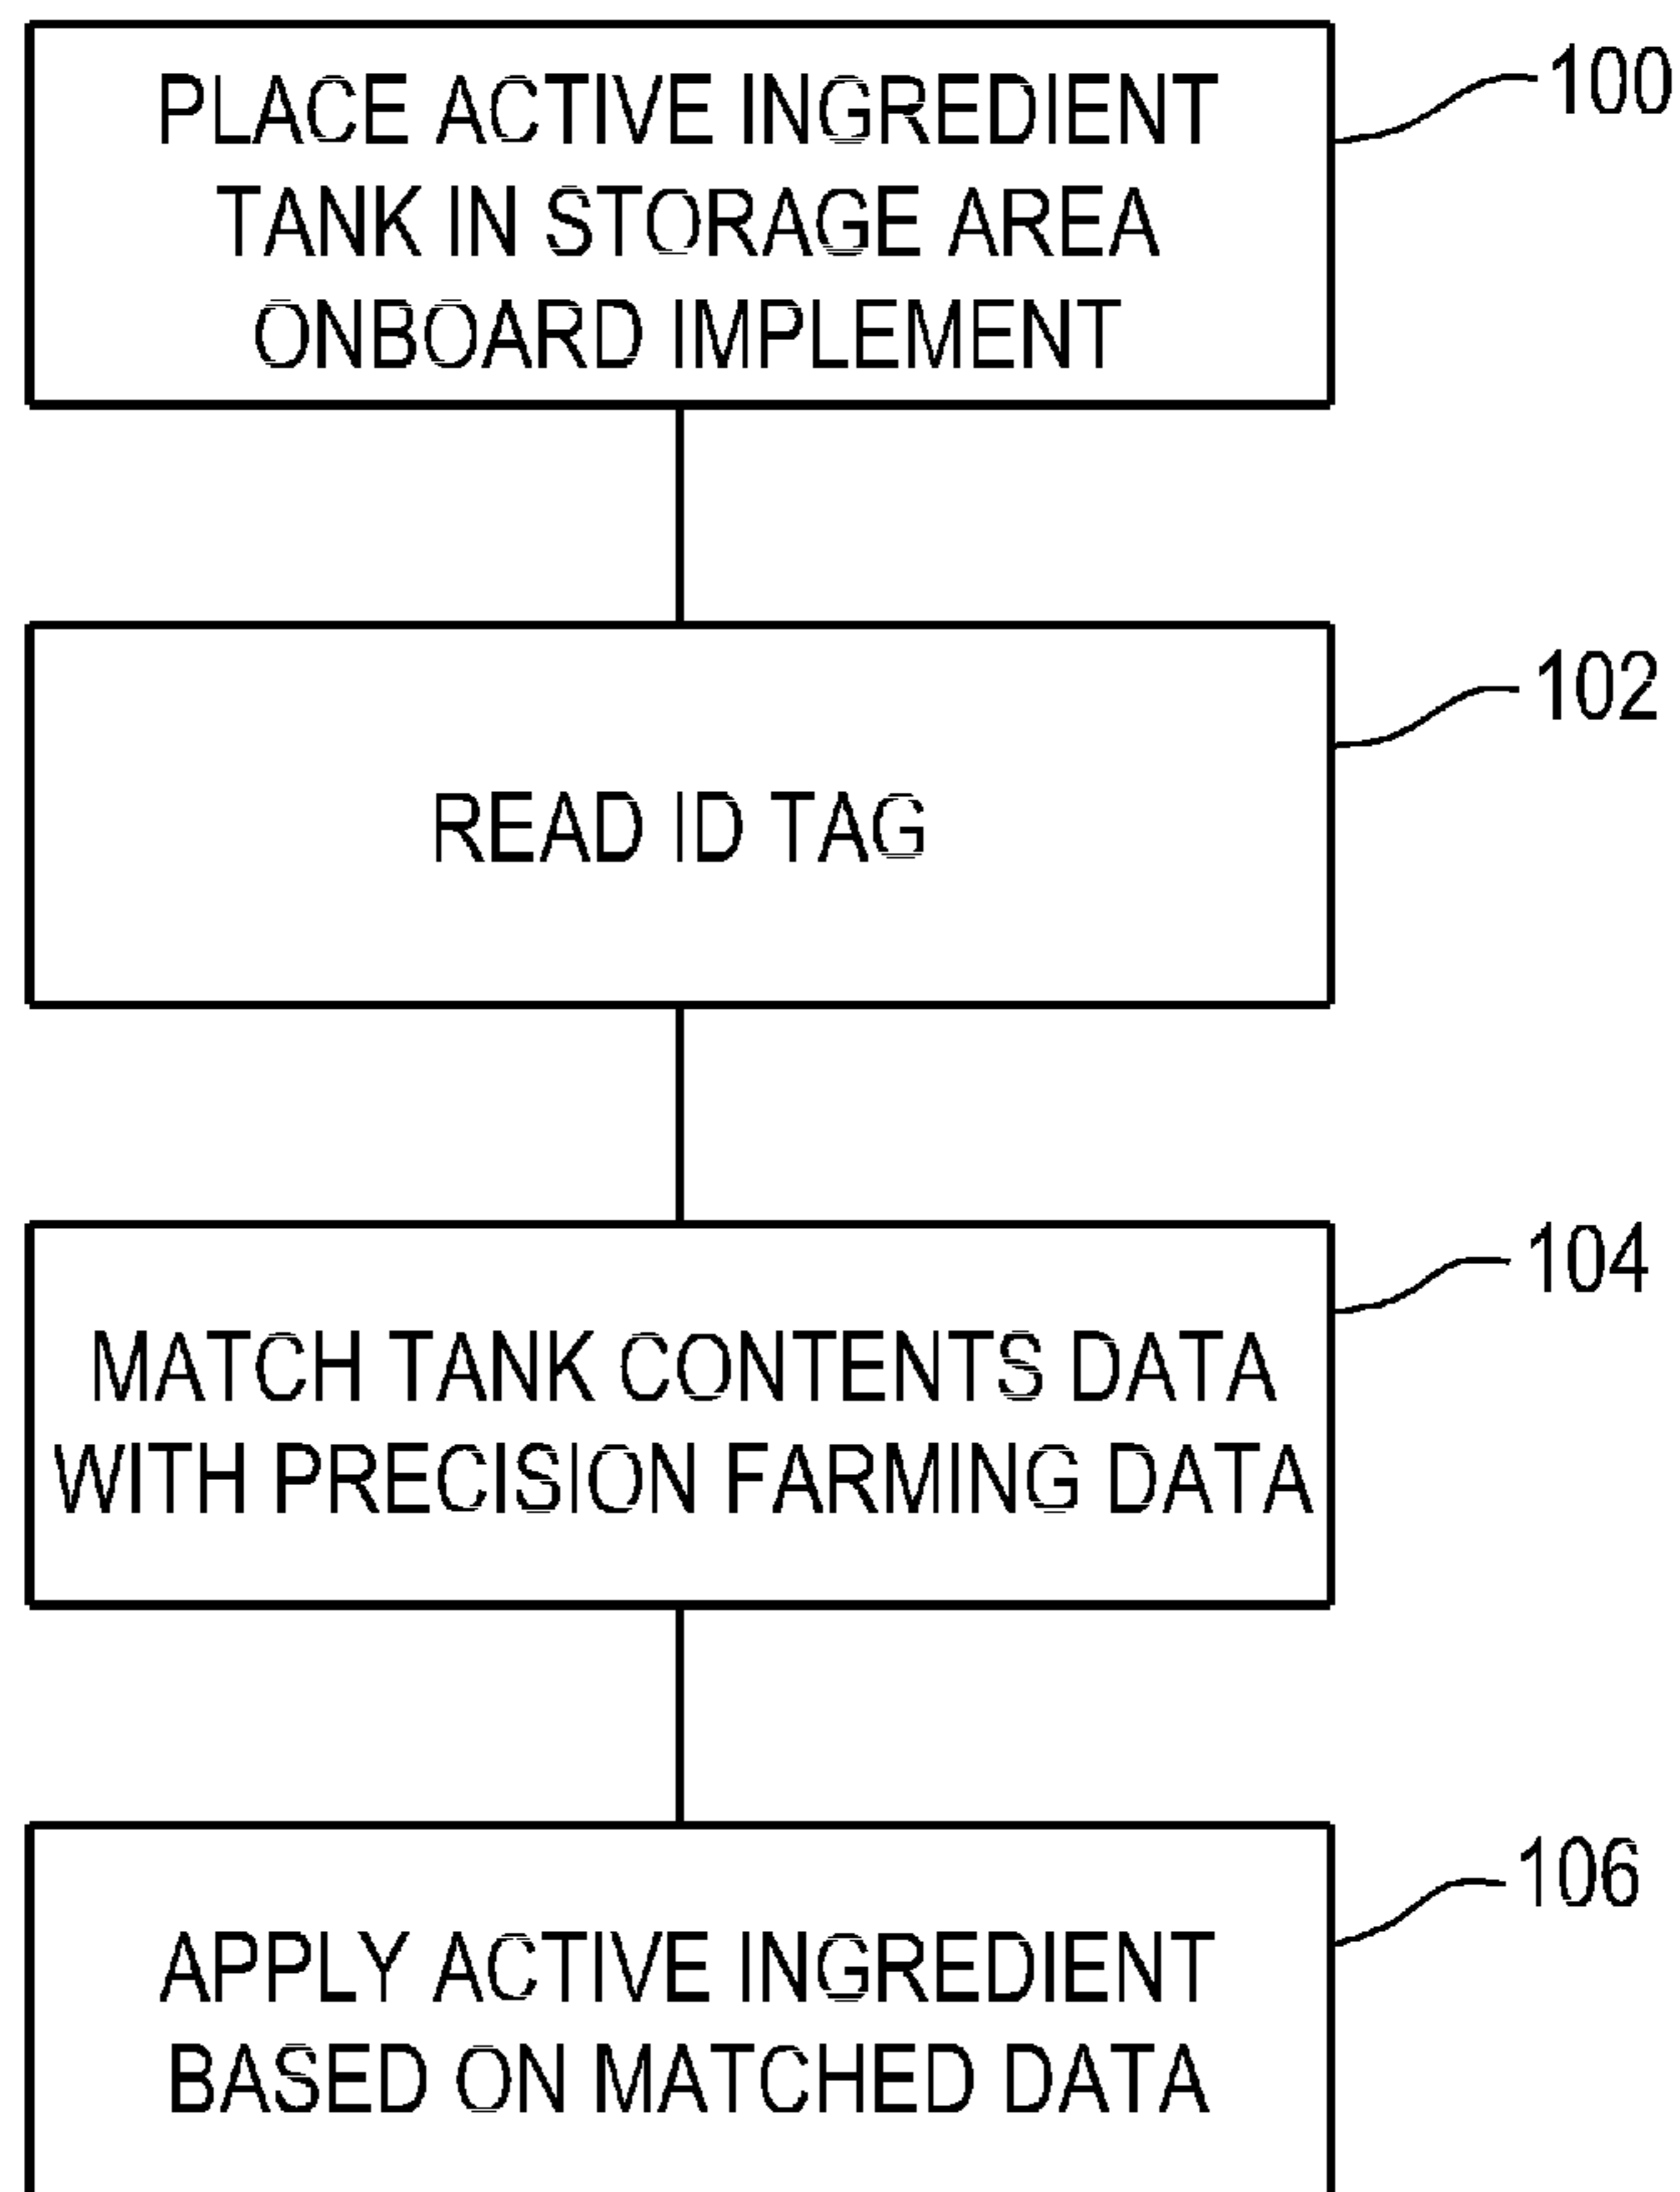 PLACE ACTIVE INGREDIENT
TANK IN STORAGE AREA
ONBOARD IMPLEMENT
100
READ ID TAG
102
MATCH TANK CONTENTS DATA
WITH PRECISION FARMING DATA
104
APPLY ACTIVE INGREDIENT
BASED ON MATCHED DATA
106